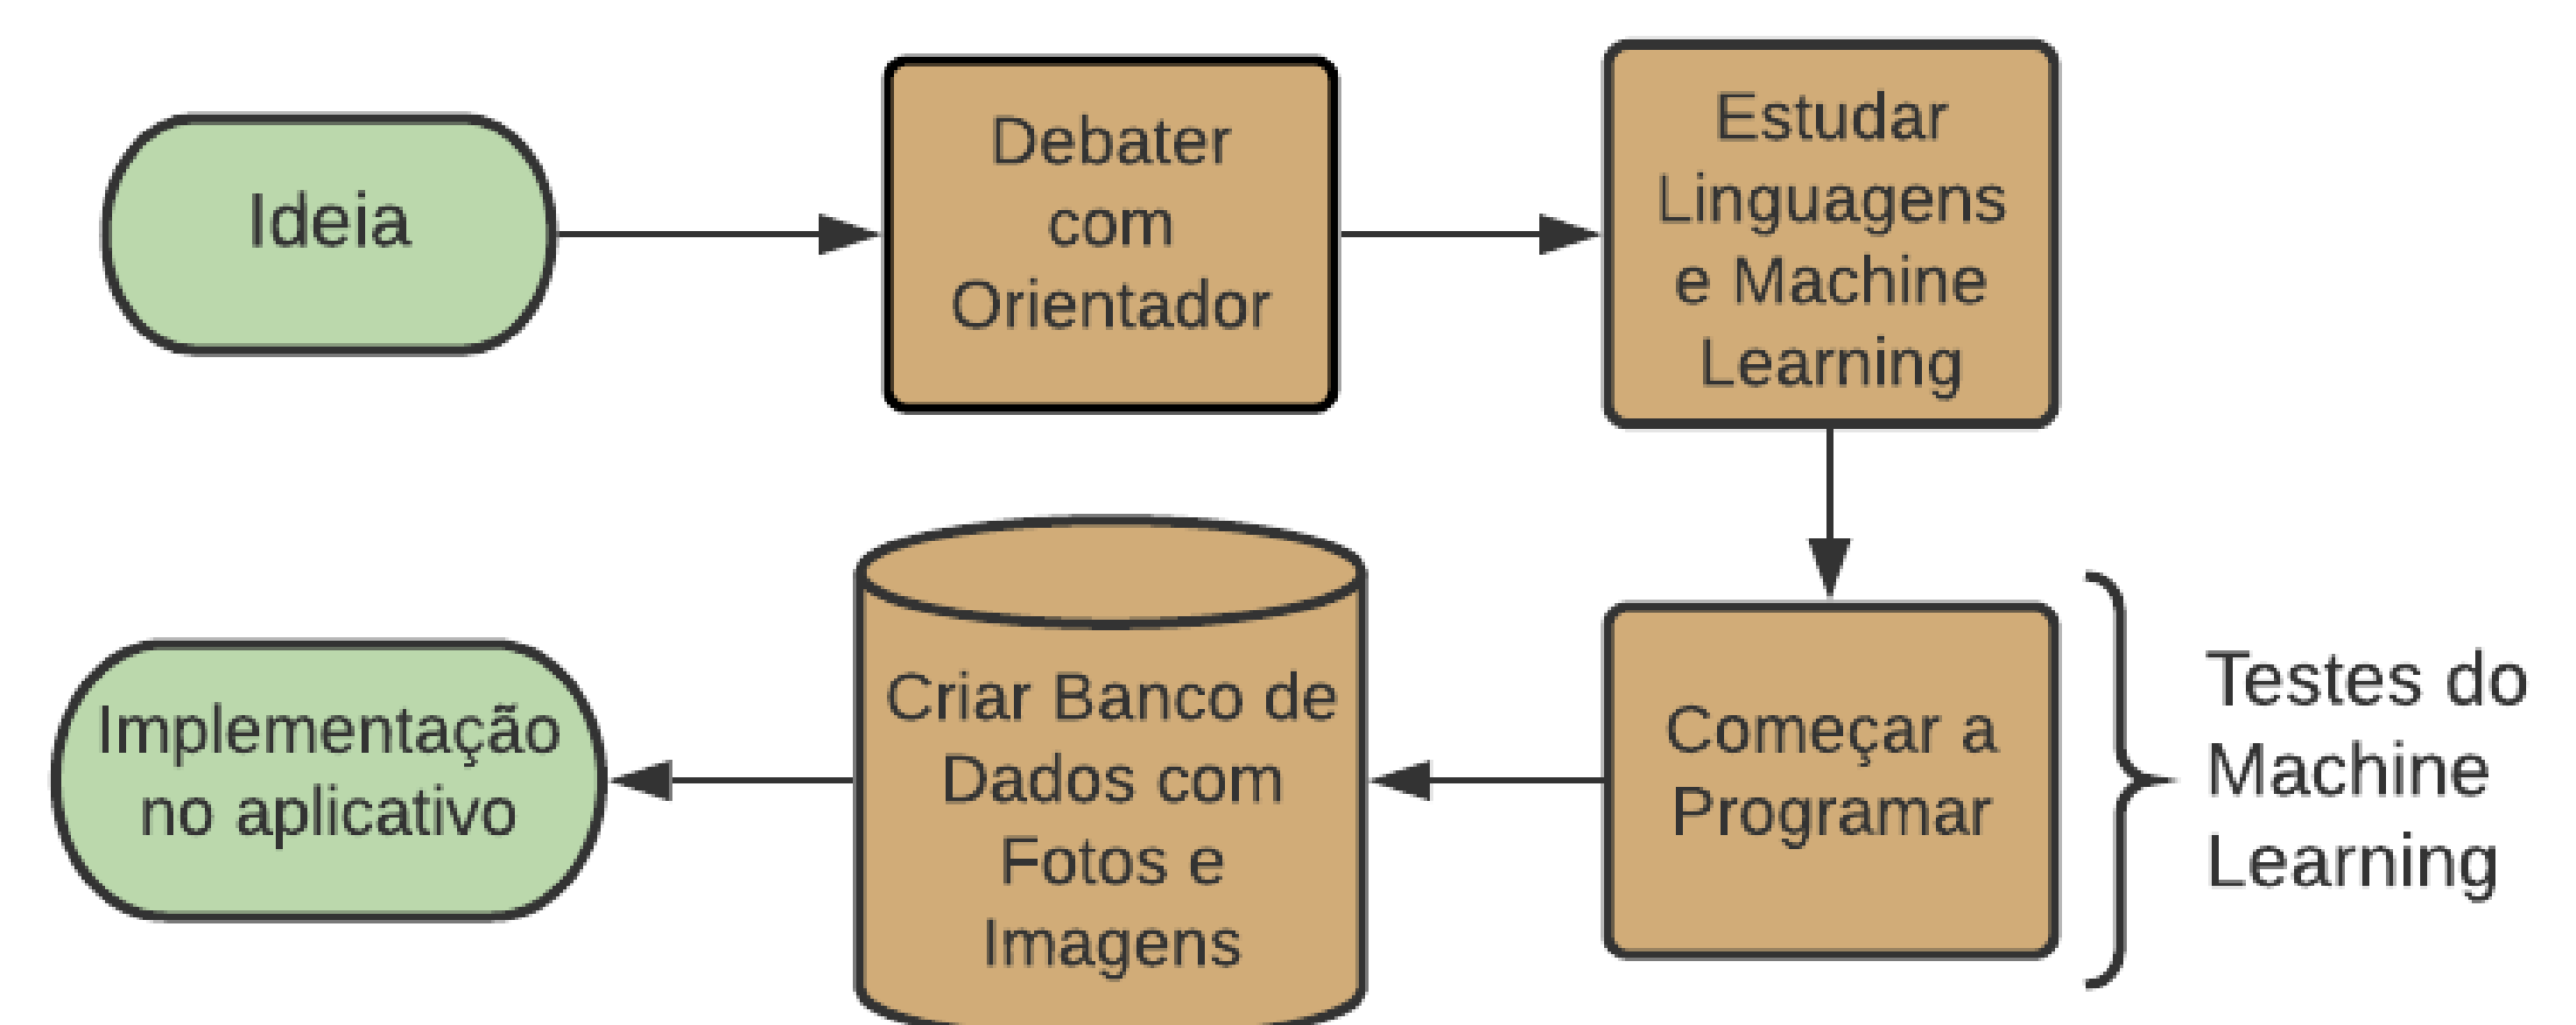 Ideia
Debater
com
Orientador
Estudar
Linguagens
e Machine
Learning
Começar a
Programar
Testes do
Machine
Learning
Criar Banco de
Dados com
Fotos e
Imagens
Implementação
no aplicativo